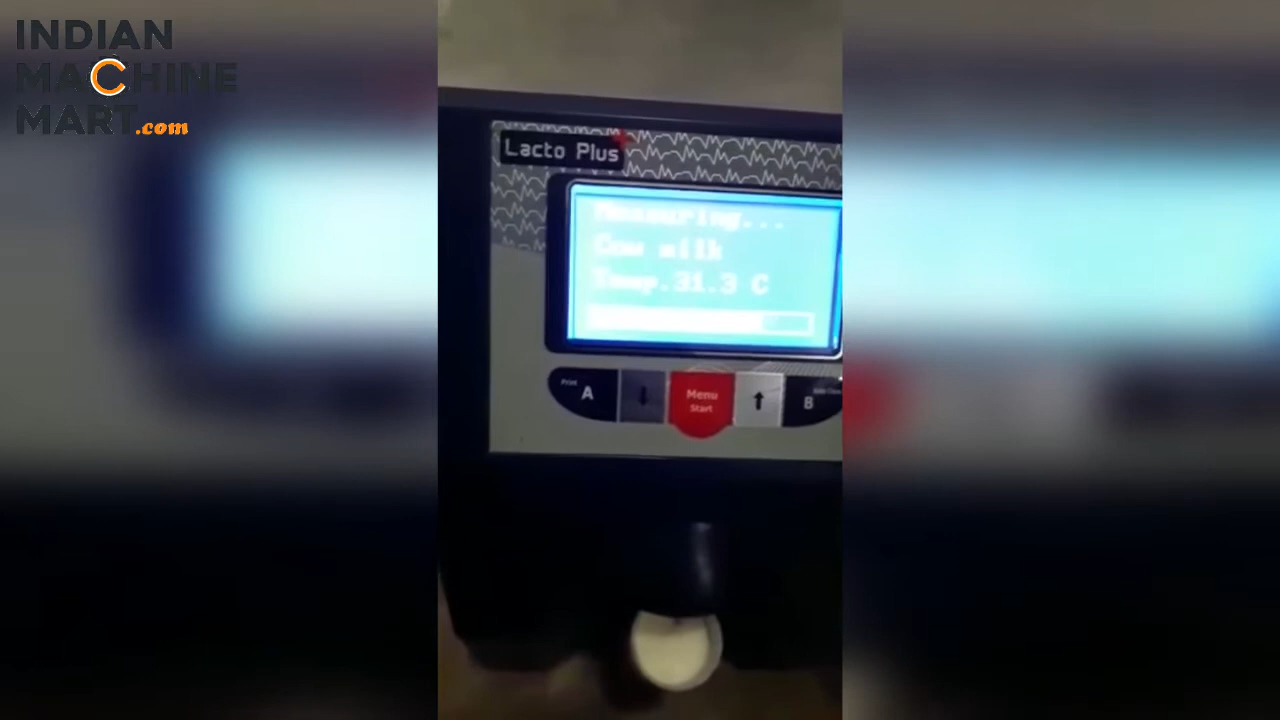 INDIAN
MACHINE
MART.com
Lacto Plus
Measuring...
Cow milk
Temp.31.3 C
Print
A
Menu
Start
B